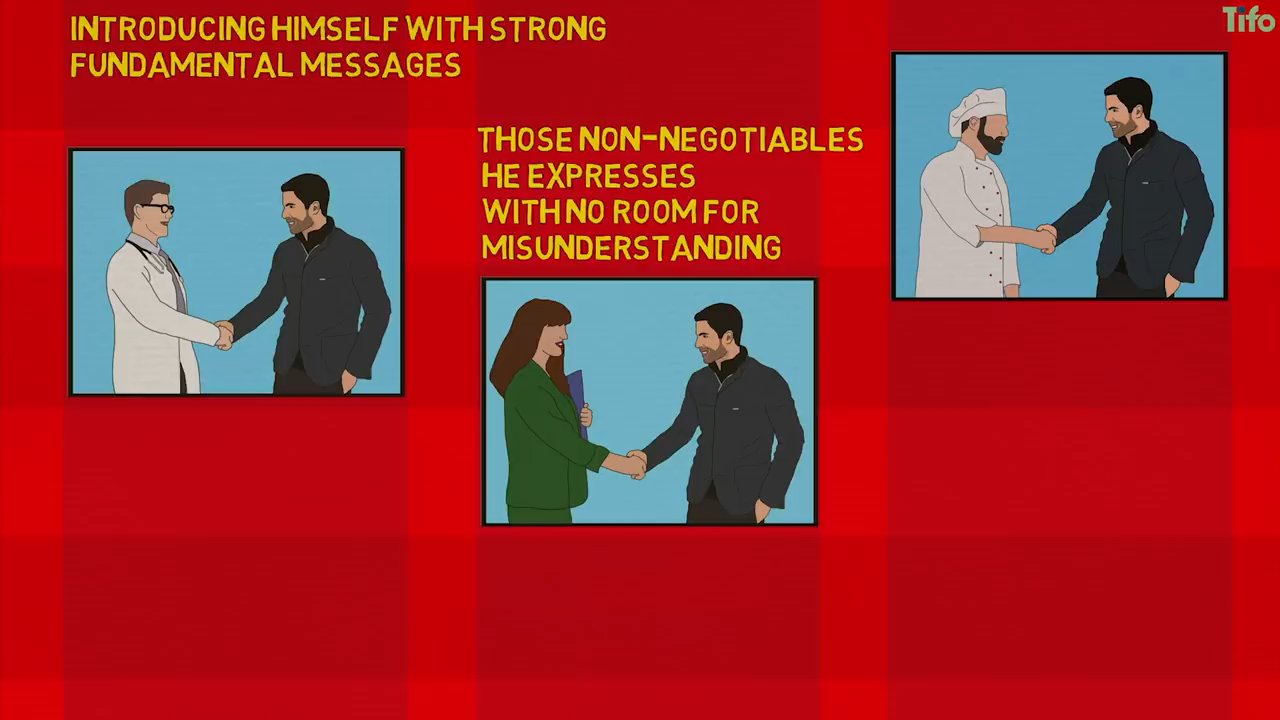 INTRODUCING HIMSELF WITH STRONG
FUNDAMENTAL MESSAGES
Tifo
THOSE NON-NEGOTIABLES
HE EXPRESSES
WITH NO ROOM FOR
MISUNDERSTANDING